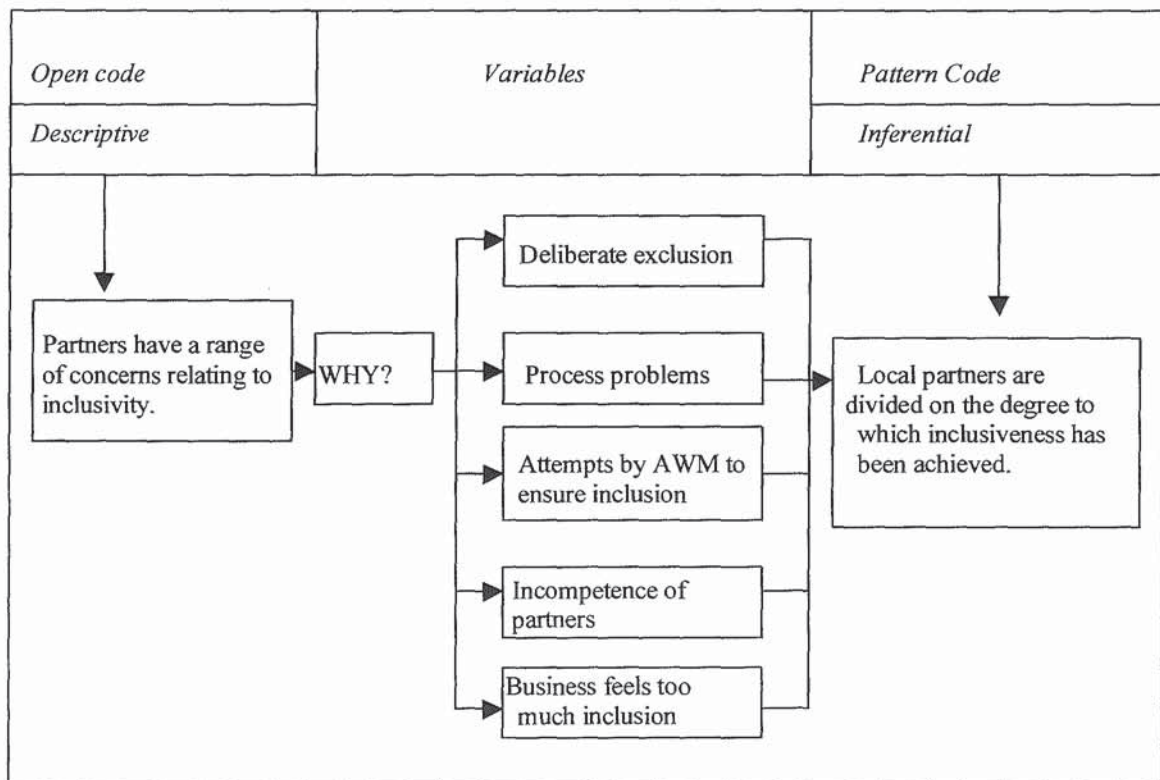 Open code
Variables
Pattern Code
Descriptive
Inferential
Partners have a range
of concerns relating to
inclusivity.
WHY?
Deliberate exclusion
Process problems
Attempts by AWM to
ensure inclusion
Incompetence of
partners
Business feels too
much inclusion
Local partners are
divided on the degree to
which inclusiveness has
been achieved.